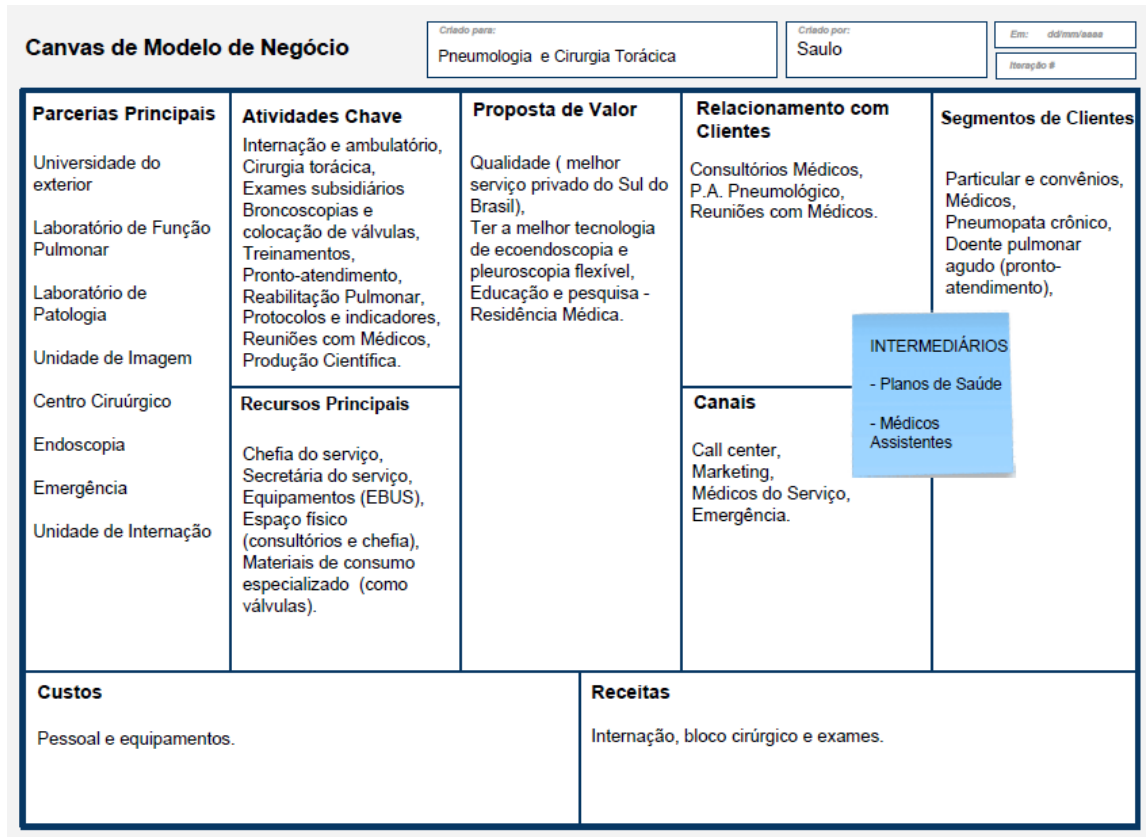 Canvas de Modelo de Negócio
Criado para:
Pneumologia e Cirurgia Torácica
Criado por:
Saulo
Em: dd/mm/aaaa
Iteração #
Parcerias Principais
Universidade do
exterior
Laboratório de Função
Pulmonar
Laboratório de
Patologia
Unidade de Imagem
Centro Ciruúrgico
Endoscopia
Emergência
Unidade de Internação
Atividades Chave
Internação e ambulatório,
Cirurgia torácica,
Exames subsidiários
Broncoscopias e
colocação de válvulas,
Treinamentos,
Pronto-atendimento,
Reabilitação Pulmonar,
Protocolos e indicadores,
Reuniões com Médicos,
Produção Científica.
Recursos Principais
Chefia do serviço,
Secretária do serviço,
Equipamentos (EBUS),
Espaço físico
(consultórios e chefia),
Materiais de consumo
especializado (como
válvulas).
Proposta de Valor
Qualidade ( melhor
serviço privado do Sul do
Brasil),
Ter a melhor tecnologia
de ecoendoscopia e
pleuroscopia flexível,
Educação e pesquisa -
Residência Médica.
Relacionamento com
Clientes
Consultórios Médicos,
P.A. Pneumológico,
Reuniões com Médicos.
Canais
Call center,
Marketing,
Médicos do Serviço,
Emergência.
Segmentos de Clientes
Particular e convênios,
Médicos,
Pneumopata crônico,
Doente pulmonar
agudo (pronto-
atendimento),
INTERMEDIÁRIOS
- Planos de Saúde
- Médicos
Assistentes
Custos
Pessoal e equipamentos.
Receitas
Internação, bloco cirúrgico e exames.